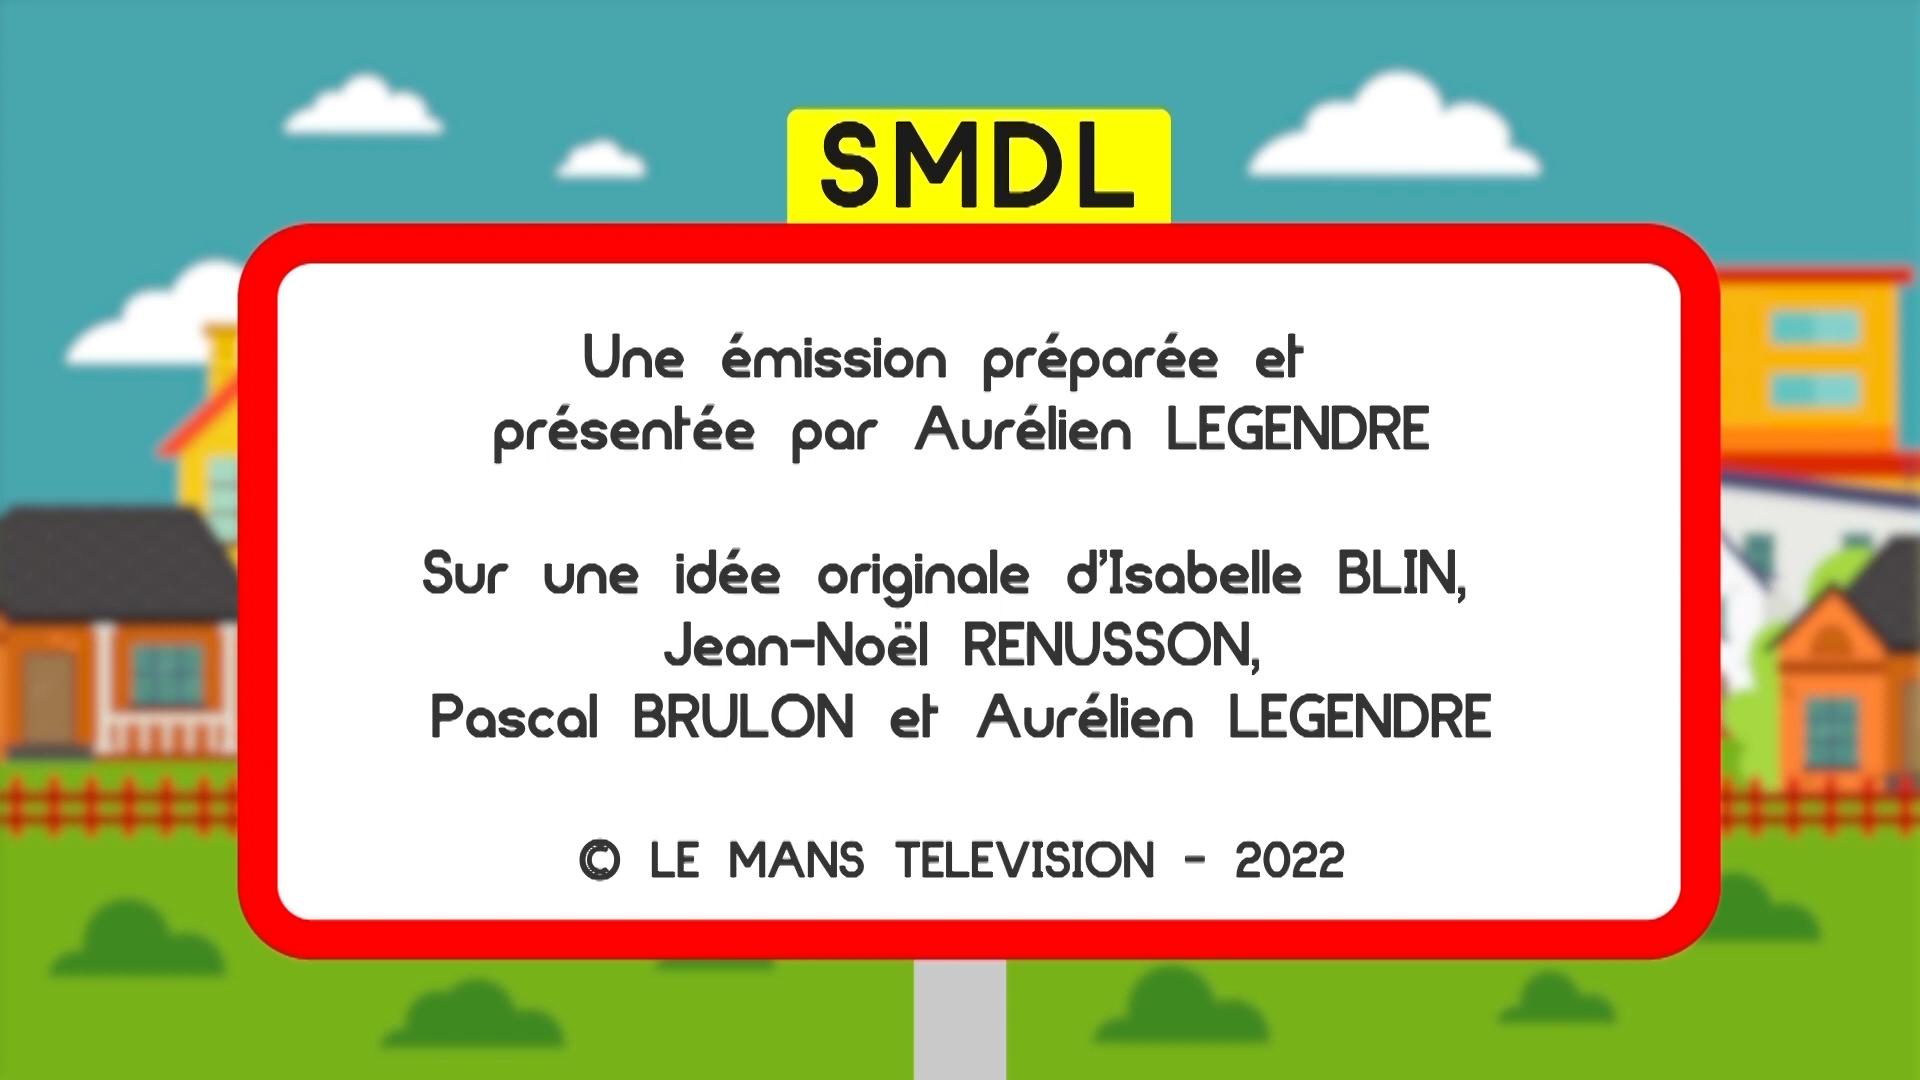 SMDL
Une émission préparée et
présentée par Aurélien LEGENDRE
Sur une idée originale d'Isabelle BLIN,
Jean-Noël RENUSSON,
Pascal BRULON et Aurélien LEGENDRE
© LE MANS TELEVISION - 2022